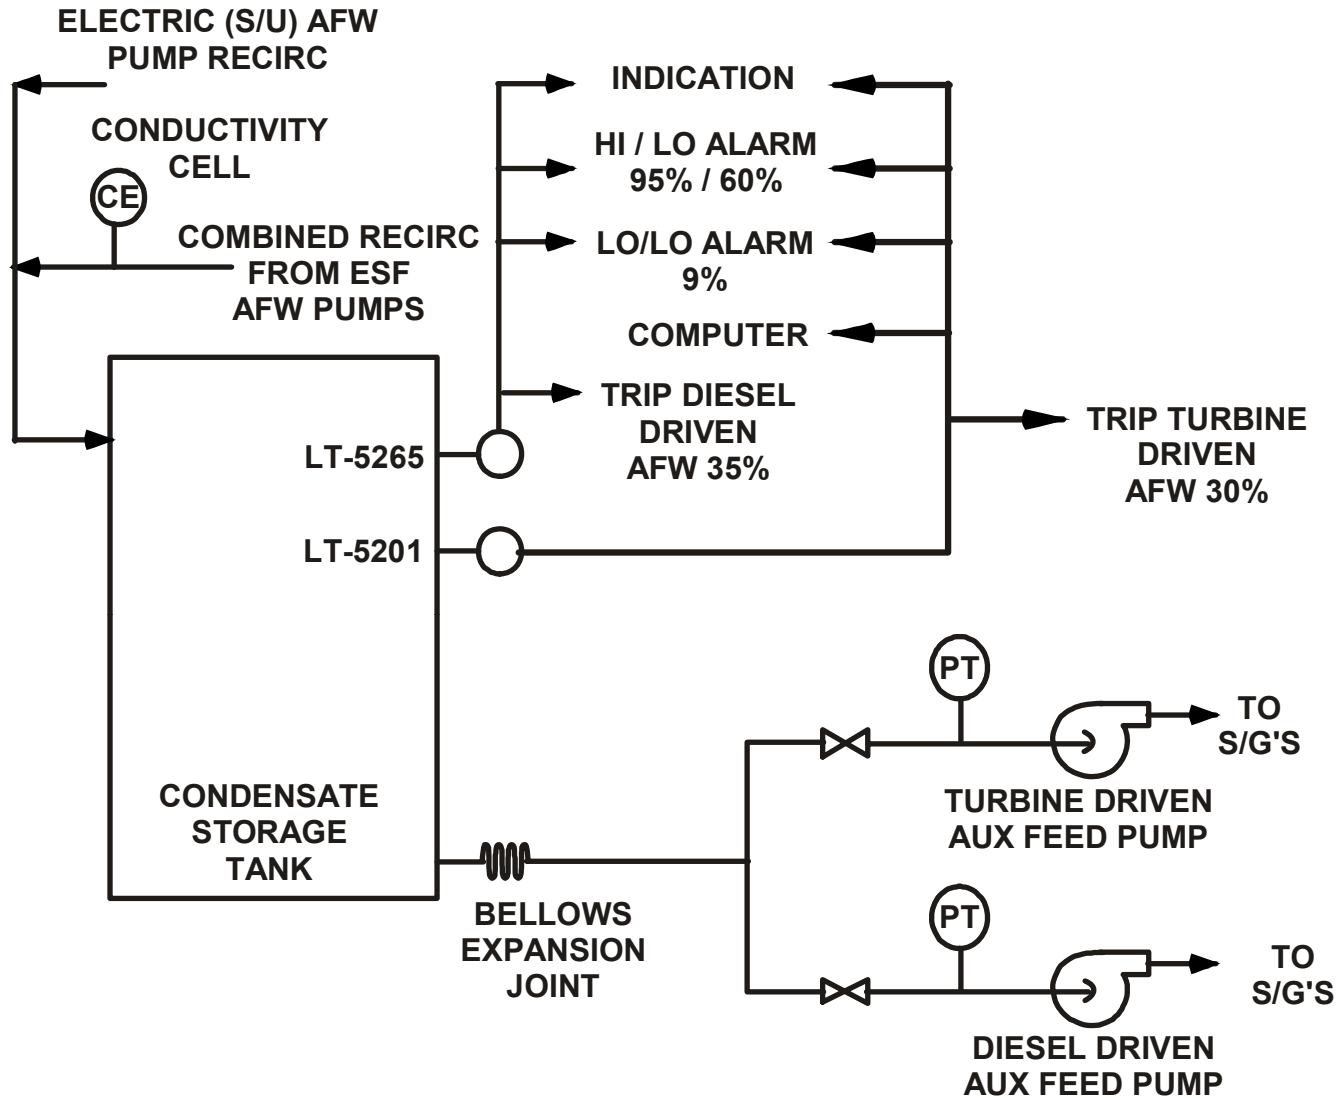 ELECTRIC (S/U) AFW
PUMP RECIRC
CONDUCTIVITY
CELL
CE
COMBINED RECIRC
FROM ESF
AFW PUMPS
INDICATION
HI / LO ALARM
95% / 60%
LO/LO ALARM
9%
COMPUTER
TRIP DIESEL
DRIVEN
AFW 35%
TRIP TURBINE
DRIVEN
AFW 30%
LT-5265
LT-5201
CONDENSATE
STORAGE
TANK
BELLOWS
EXPANSION
JOINT
PT
TO
S/G'S
TURBINE DRIVEN
AUX FEED PUMP
PT
TO
S/G'S
DIESEL DRIVEN
AUX FEED PUMP